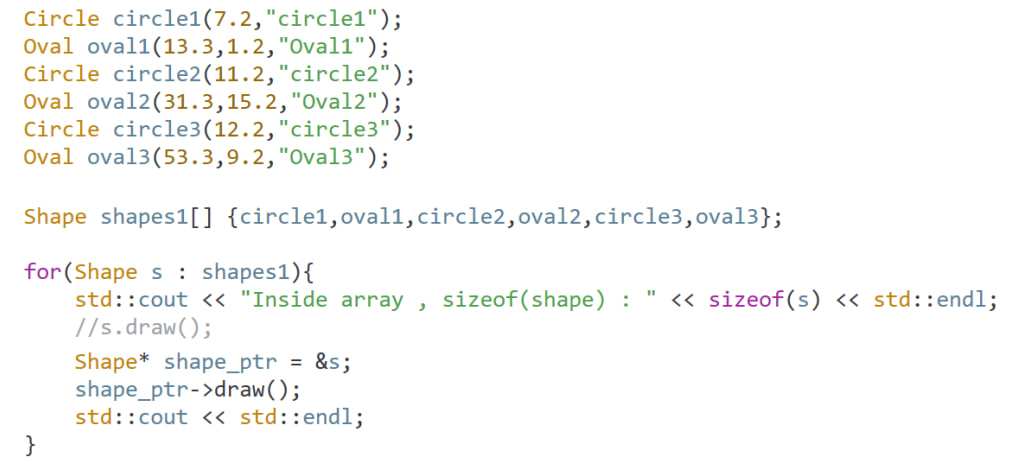 Circle circle1(7.2,"circle1");
Oval oval1(13.3,1.2,"Oval1");
Circle circle2(11.2,"circle2");
Oval oval2(31.3,15.2,"Oval2");
Circle circle3(12.2,"circle3");
Oval oval3(53.3,9.2,"Oval3");
Shape shapes1[] {circle1,oval1,circle2,oval2,circle3,oval3};
for(Shape s : shapes1){
    std::cout << "Inside array , sizeof(shape) : " << sizeof(s) << std::endl;
    //s.draw();
    Shape* shape_ptr = &s;
    shape_ptr->draw();
    std::cout << std::endl;
}